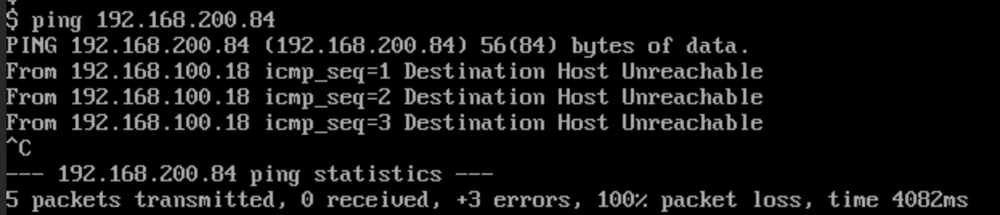 $ ping 192.168.200.84
PING 192.168.200.84 (192.168.200.84) 56(84) bytes of data.
From 192.168.100.18 icmp_seq=1 Destination Host Unreachable
From 192.168.100.18 icmp_seq=2 Destination Host Unreachable
From 192.168.100.18 icmp_seq=3 Destination Host Unreachable
^C
--- 192.168.200.84 ping statistics ---
5 packets transmitted, 0 received, +3 errors, 100% packet loss, time 4082ms